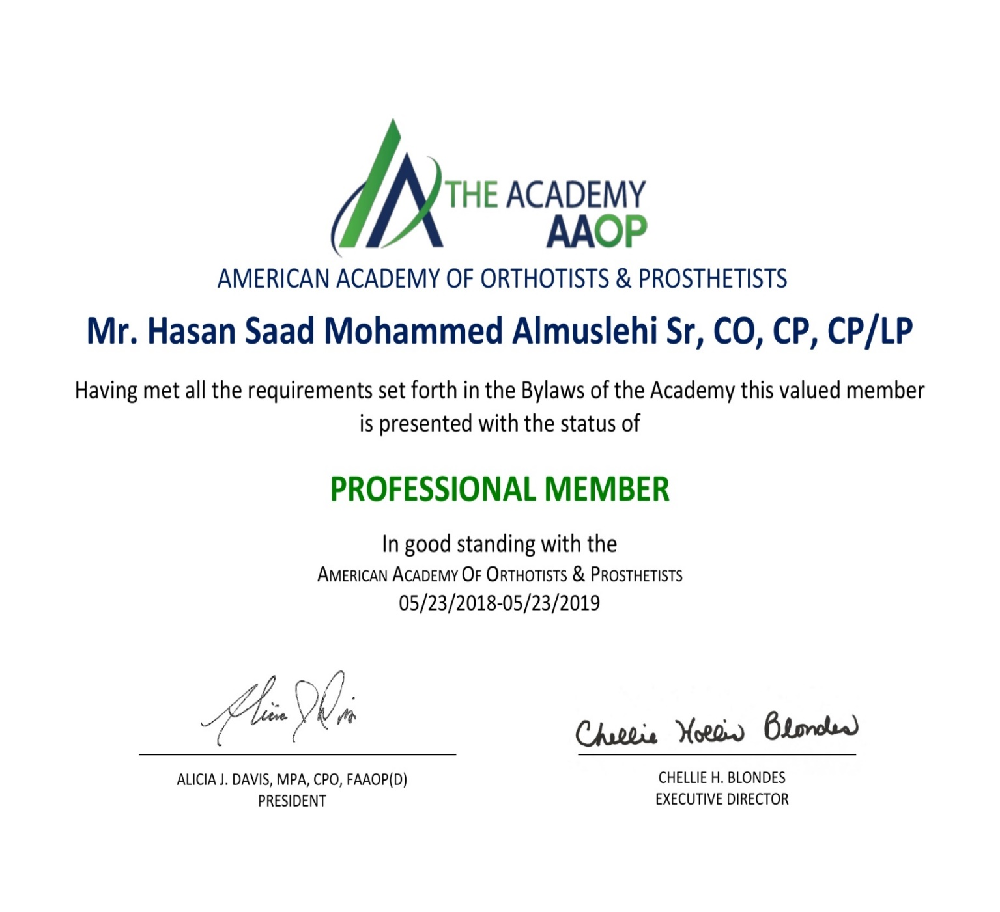 THE ACADEMY
AAOP
AMERICAN ACADEMY OF ORTHOTISTS & PROSTHETISTS
Mr. Hasan Saad Mohammed Almuslehi Sr, CO, CP, CP/LP
Having met all the requirements set forth in the Bylaws of the Academy this valued member
is presented with the status of
PROFESSIONAL MEMBER
In good standing with the
AMERICAN ACADEMY OF ORTHOTISTS & PROSTHETISTS
05/23/2018-05/23/2019
Alicia J Davis
Chellie Hollis Blondes
ALICIA J. DAVIS, MPA, CPO, FAAOP(D)
PRESIDENT
CHELLIE H. BLONDES
EXECUTIVE DIRECTOR